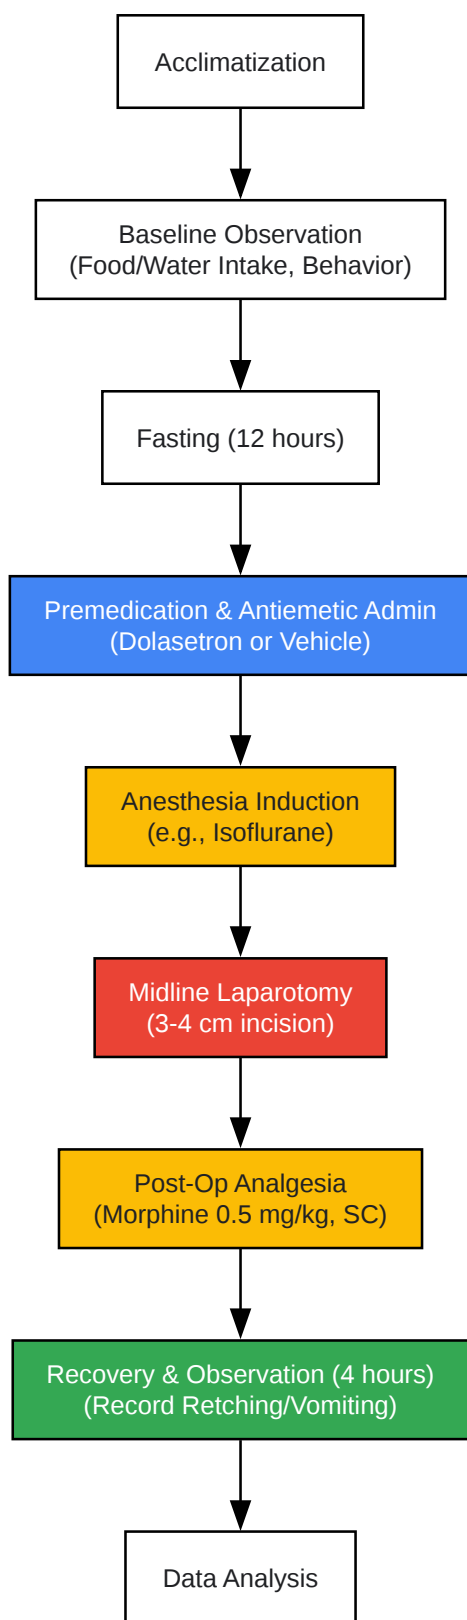 Acclimatization
Baseline Observation
(Food/Water Intake, Behavior)
Fasting (12 hours)
Premedication & Antiemetic Admin
(Dolasetron or Vehicle)
Anesthesia Induction
(e.g., Isoflurane)
Midline Laparotomy
(3-4 cm incision)
Post-Op Analgesia
(Morphine 0.5 mg/kg, SC)
Recovery & Observation (4 hours)
(Record Retching/Vomiting)
Data Analysis